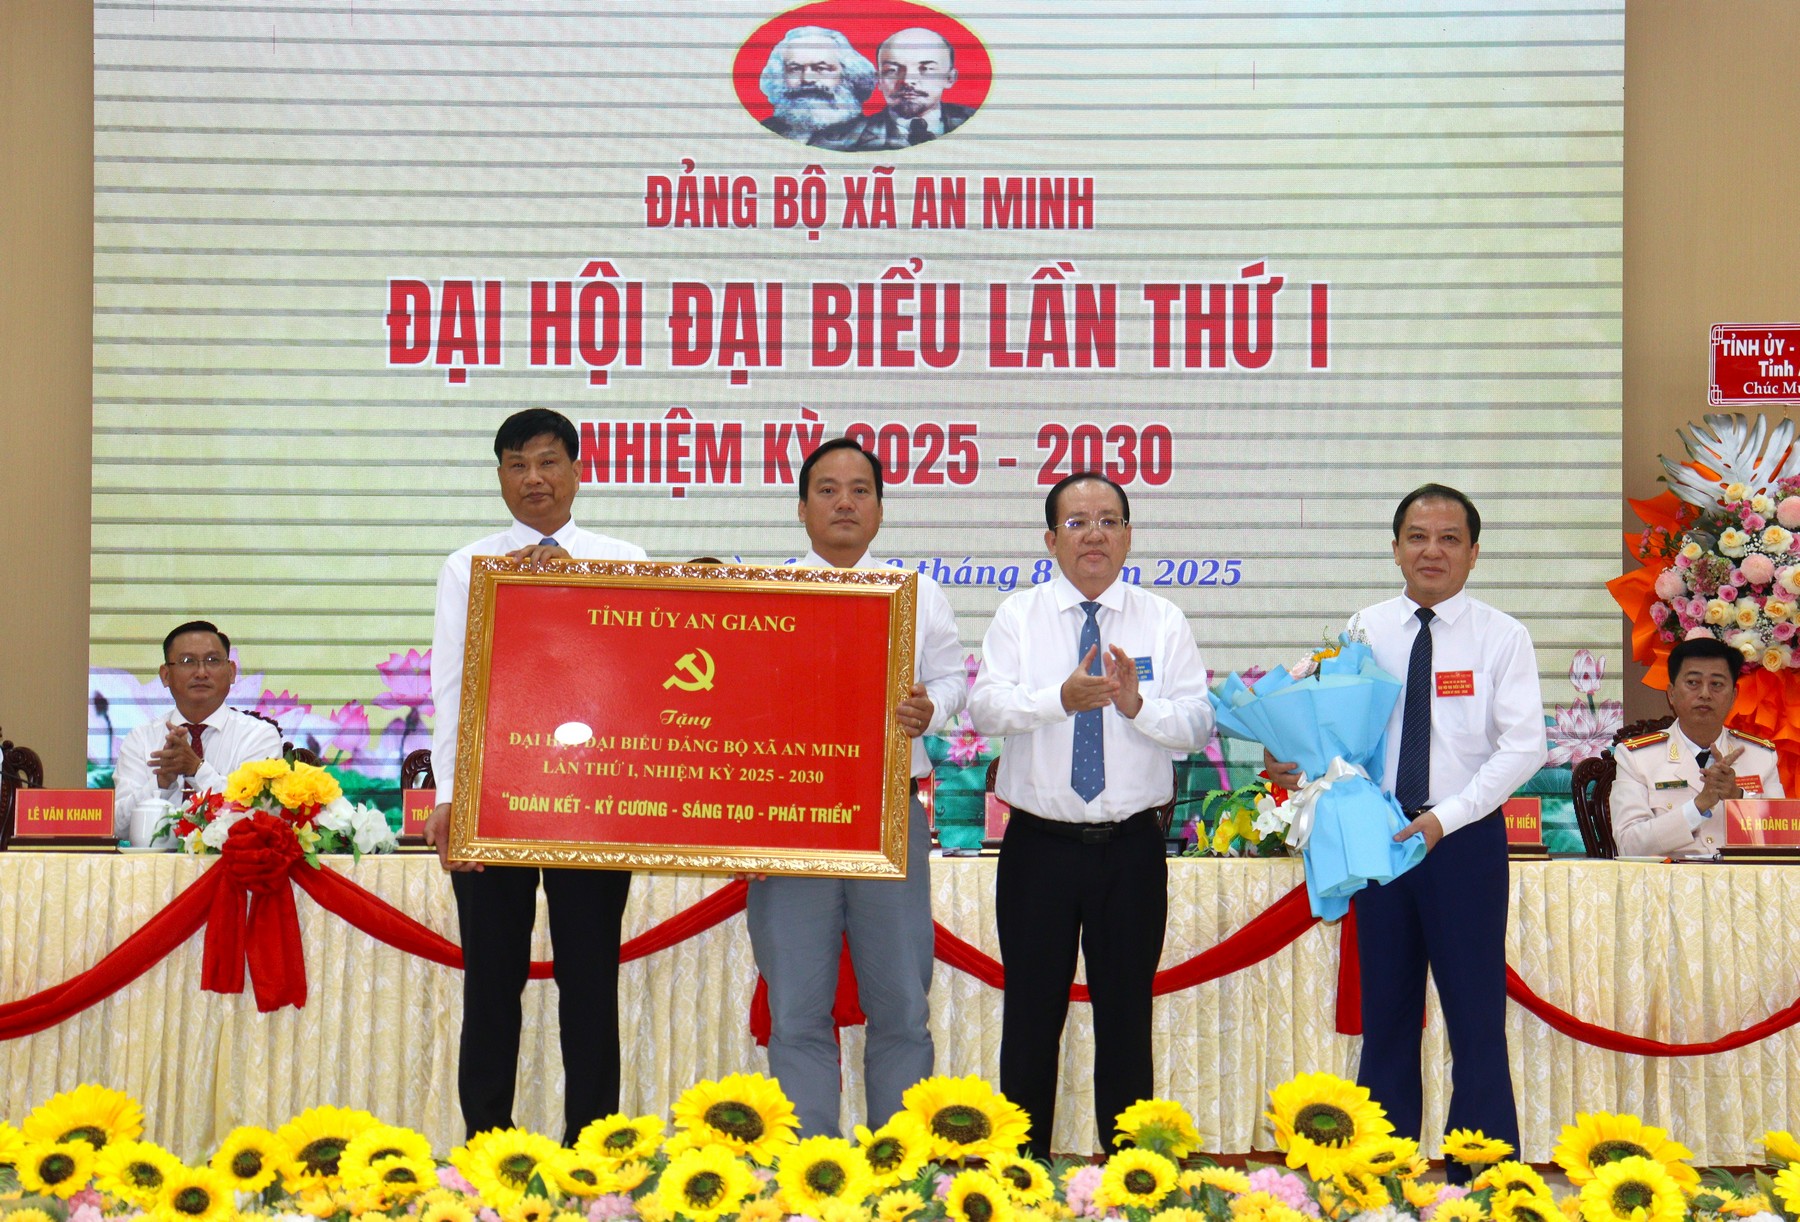 ĐẢNG BỘ XÃ AN MINH
ĐẠI HỘI ĐẠI BIỂU LẦN THỨ I
NHIỆM KỲ 2025 - 2030
tháng 8 2025
TỈNH ỦY -
Tỉnh
Chúc
TỈNH ỦY AN GIANG
Tặng
ĐẠI HỘI ĐẠI BIỂU ĐẢNG BỘ XÃ AN MINH
LẦN THỨ I, NHIỆM KỲ 2025 - 2030
"ĐOÀN KẾT - KỶ CƯƠNG - SÁNG TẠO - PHÁT TRIỂN"
LÊ VĂN KHANH
MỸ HIỀN
LÊ HOÀNG